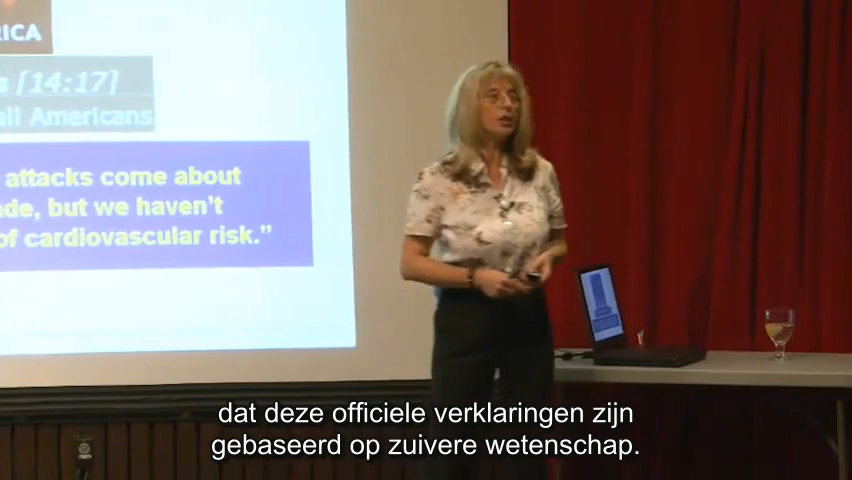 RICA
[14:17]
all Americans
attacks come about
ade, but we haven't
of cardiovascular risk."
dat deze officiele verklaringen zijn
gebaseerd op zuivere wetenschap.